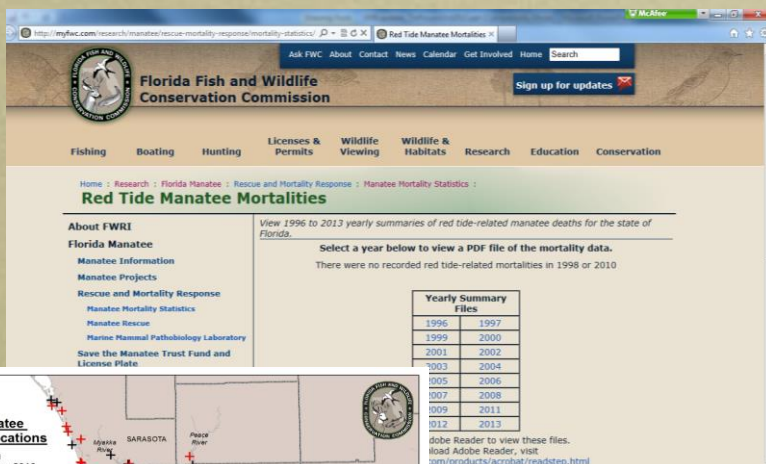 McAfee
http://myfwc.com/research/manatee/rescue-mortality-response/mortality-statistics/
Red Tide Manatee Mortalities
Ask FWC About Contact News Calendar Get Involved Home Search
FLORIDA FISH AND WILDLIFE
CONSERVATION COMMISSION
Florida Fish and Wildlife
Conservation Commission
Sign up for updates
Fishing Boating Hunting Licenses & Permits Wildlife Viewing Wildlife & Habitats Research Education Conservation
Home : Research : Florida Manatee : Rescue and Mortality Response : Manatee Mortality Statistics :
Red Tide Manatee Mortalities
About FWRI
Florida Manatee
Manatee Information
Manatee Projects
Rescue and Mortality Response
Manatee Mortality Statistics
Manatee Rescue
Marine Mammal Pathobiology Laboratory
Save the Manatee Trust Fund and
License Plate
View 1996 to 2013 yearly summaries of red tide-related manatee deaths for the state of
Florida.
Select a year below to view a PDF file of the mortality data.
There were no recorded red tide-related mortalities in 1998 or 2010
Yearly Summary
Files
1996 1997
1999 2000
2001 2002
2003 2004
2005 2006
2007 2008
2009 2011
2012 2013
dobe Reader to view these files.
load Adobe Reader, visit
com/products/acrobat/readstep.html
atee
cations
Myakka
River
SARASOTA
Peace
River